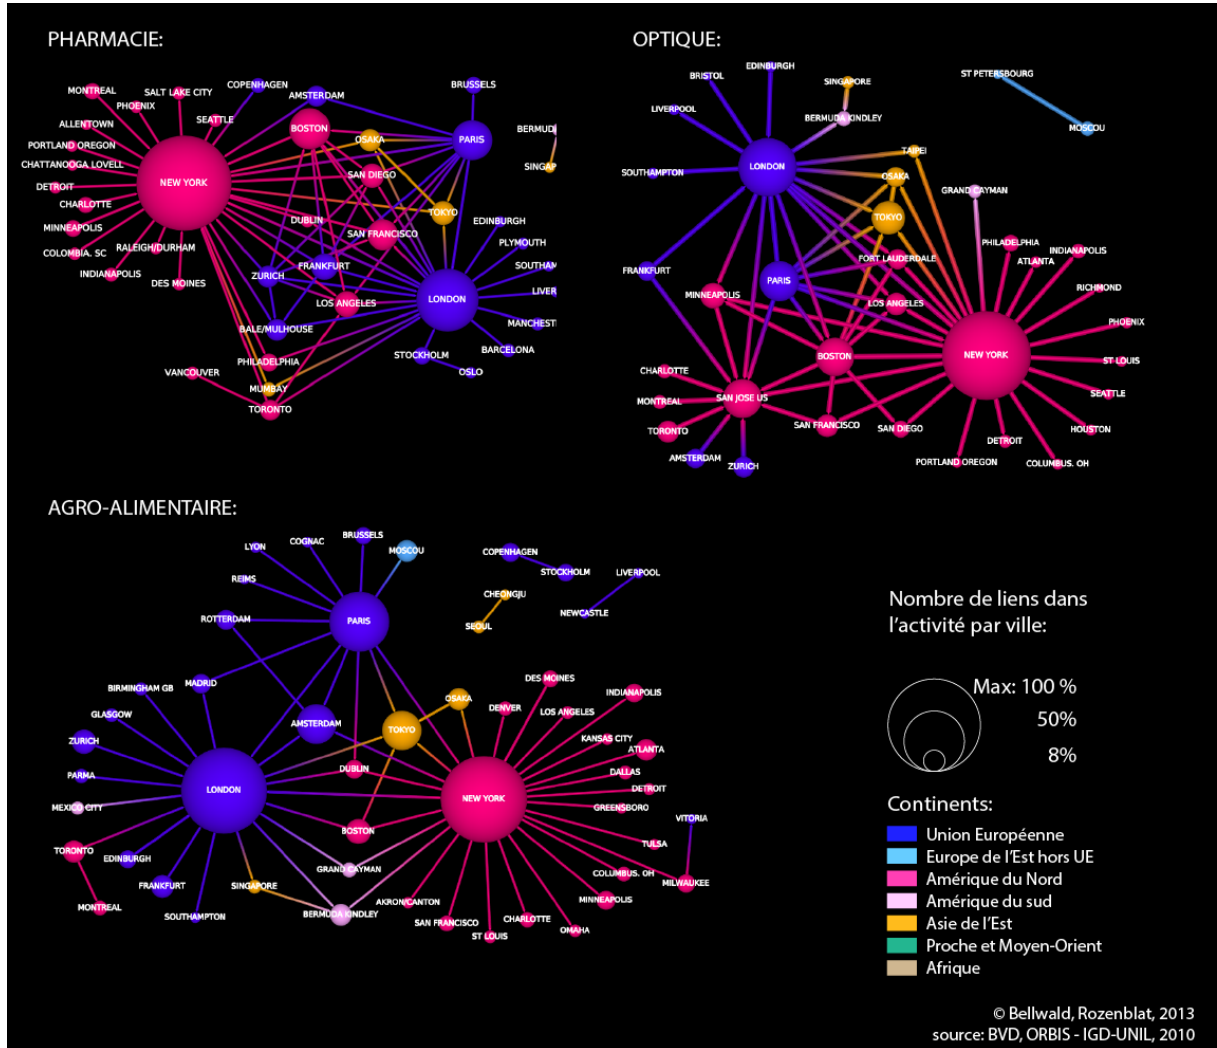 PHARMACIE:
COPENHAGEN
BRUSSELS
MONTREAL
SALT LAKE CITY
AMSTERDAM
PHOENIX
SEATTLE
ALLENTOWN
BOSTON
BERMUD
OSAKA
PARIS
PORTLAND OREGON
CHATTANOOGA LOVELL
SINGAP
SAN DIEGO
NEW YORK
DETROIT
CHARLOTTE
TOKYO
DUBLIN
EDINBURGH
MINNEAPOLIS
SAN FRANCISCO
PLYMOUTH
RALEIGH/DURHAM
COLOMBIA. SC
FRANKFURT
SOUTHAM
INDIANAPOLIS
ZURICH
DES MOINES
LIVER
LOS ANGELES
LONDON
MANCHESTI
BALE/MULHOUSE
BARCELONA
STOCKHOLM
PHILADELPHIA
OSLO
VANCOUVER
MUMBAY
TORONTO
OPTIQUE:
EDINBURGH
BRISTOL
ST PETERSBOURG
SINGAPORE
LIVERPOOL
BERMUDA KINDLEY
MOSCOU
TAIPEI
LONDON
SOUTHAMPTON
OSAKA
GRAND CAYMAN
TOKYO
PHILADELPHIA
INDIANAPOLIS
FORT LAUDERDALE
ATLANTA
FRANKFURT
PARIS
RICHMOND
MINNEAPOLIS
LOS ANGELES
PHOENIX
BOSTON
NEW YORK
ST LOUIS
CHARLOTTE
SEATTLE
SAN JOSE US
MONTREAL
SAN FRANCISCO
SAN DIEGO
HOUSTON
TORONTO
DETROIT
AMSTERDAM
ZURICH
PORTLAND OREGON
COLUMBUS. OH
AGRO-ALIMENTAIRE:
BRUSSELS
COGNAC
LYON
MOSCOU
COPENHAGEN
STOCKHOLM
LIVERPOOL
REIMS
CHEONGJU
NEWCASTLE
ROTTERDAM
PARIS
SEOUL
MADRID
DES MOINES
BIRMINGHAM GB
INDIANAPOLIS
OSAKA
DENVER
GLASGOW
LOS ANGELES
AMSTERDAM
TOKYO
ZURICH
KANSAS CITY
ATLANTA
DUBLIN
DALLAS
PARMA
LONDON
DETROIT
NEW YORK
MEXICO CITY
GREENSBORO
VITORIA
BOSTON
TULSA
TORONTO
EDINBURGH
GRAND CAYMAN
COLUMBUS. OH
FRANKFURT
SINGAPORE
MILWAUKEE
MINNEAPOLIS
AKRON/CANTON
MONTREAL
SOUTHAMPTON
BERMUDA KINDLEY
SAN FRANCISCO
CHARLOTTE
OMAHA
ST LOUIS
Nombre de liens dans
l'activité par ville:
Max: 100 %
50%
8%
Continents:
Union Européenne
Europe de l'Est hors UE
Amérique du Nord
Amérique du sud
Asie de l'Est
Proche et Moyen-Orient
Afrique
© Bellwald, Rozenblat, 2013
source: BVD, ORBIS - IGD-UNIL, 2010